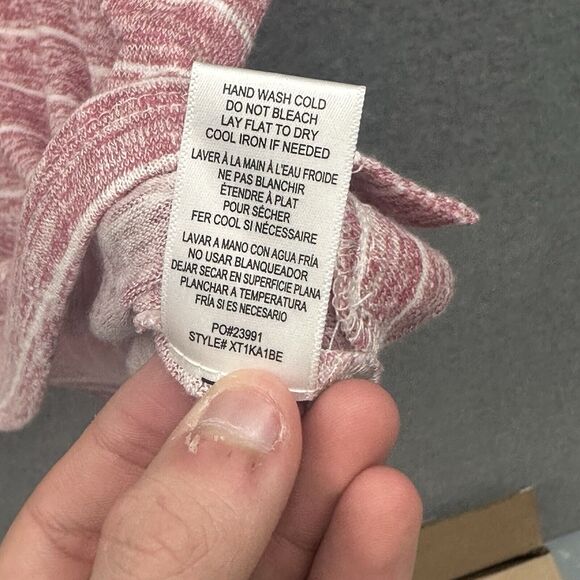 HAND WASH COLD
DO NOT BLEACH
LAY FLAT TO DRY
COOL IRON IF NEEDED
LAVER À LA MAIN À L'EAU FROIDE
NE PAS BLANCHIR
ÉTENDRE À PLAT
POUR SÉCHER
FER COOL SI NÉCESSAIRE
LAVAR A MANO CON AGUA FRÍA
NO USAR BLANQUEADOR
DEJAR SECAR EN SUPERFICIE PLANA
PLANCHAR A TEMPERATURA
FRÍA SI ES NECESARIO
PO#23991
STYLE# XT1KA1BE